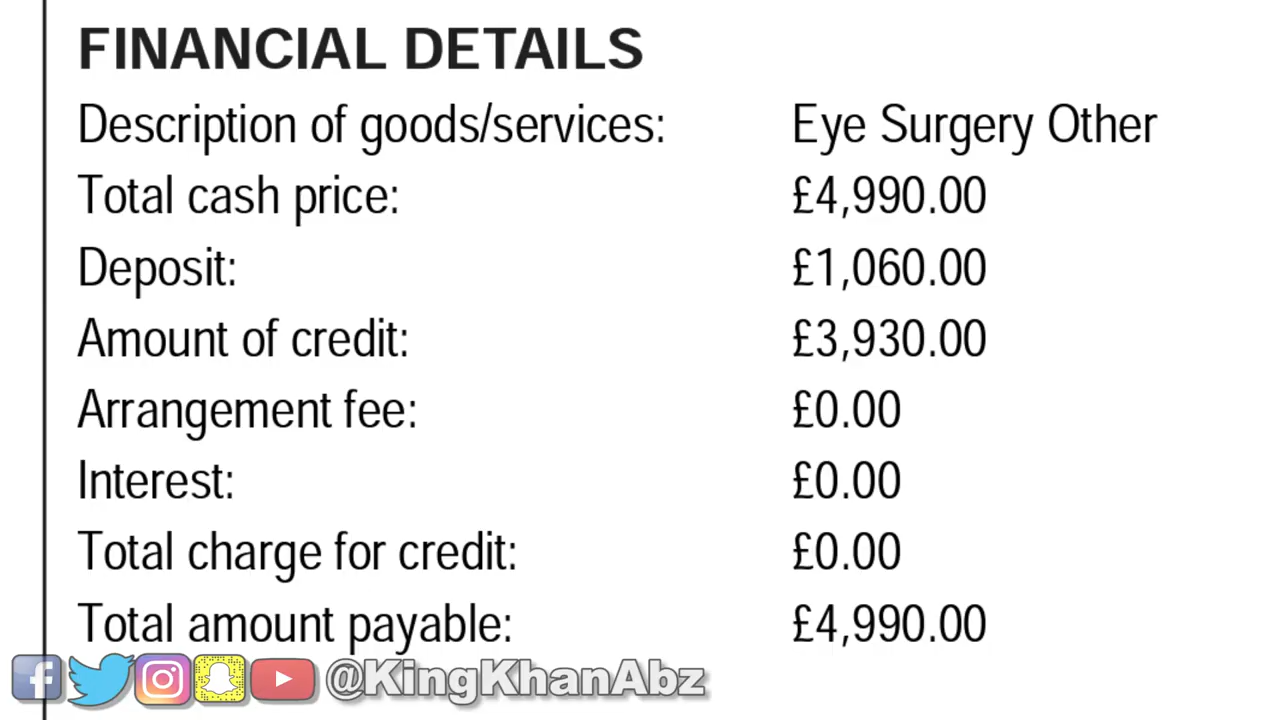 FINANCIAL DETAILS
Description of goods/services: Eye Surgery Other
Total cash price: £4,990.00
Deposit: £1,060.00
Amount of credit: £3,930.00
Arrangement fee: £0.00
Interest: £0.00
Total charge for credit: £0.00
Total amount payable: £4,990.00
@KingKhanAbz